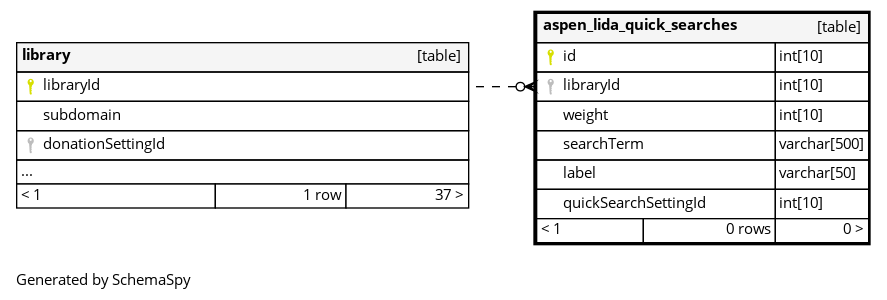 library [table]
libraryId
subdomain
donationSettingId
...
< 1 1 row 37 >
aspen_lida_quick_searches [table]
id int[10]
libraryId int[10]
weight int[10]
searchTerm varchar[500]
label varchar[50]
quickSearchSettingId int[10]
< 1 0 rows 0 >
Generated by SchemaSpy